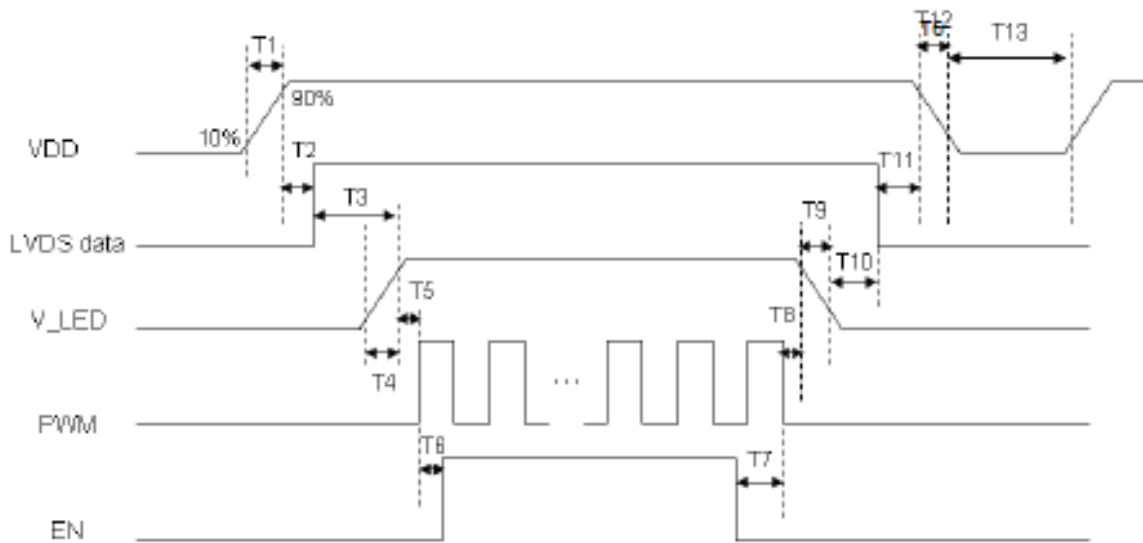 T12
T1
T13
90%
10%
VDD
T2
T11
T3
T9
LVDS data
T10
T5
V_LED
T8
T4
...
PWM
T6
T7
EN